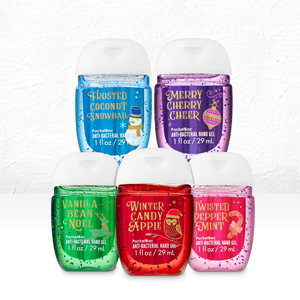 FROSTED
COCONUT
SNOWBALL
PocketBac
ANTI-BACTERIAL HAND GEL
1 fl oz / 29 mL
MERRY
CHERRY
CHEER
PocketBac
ANTI-BACTERIAL HAND GEL
1 fl oz / 29 mL
VANILLA
BEAN
NOEL
PocketBac
ANTI-BACTERIAL HAND GEL
1 fl oz / 29 mL
WINTER
CANDY
APPLE
PocketBac
ANTI-BACTERIAL HAND GEL
1 fl oz / 29 mL
TWISTED
PEPPER
MINT
PocketBac
ANTI-BACTERIAL HAND GEL
1 fl oz / 29 mL